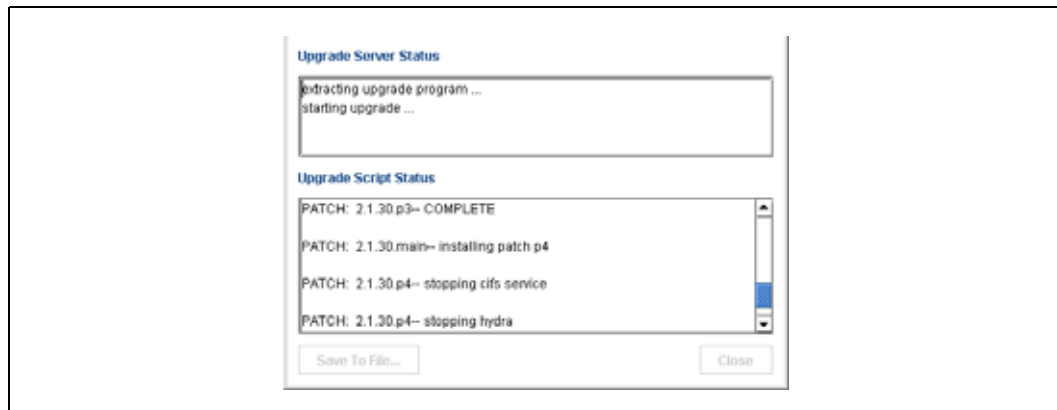 Upgrade Server Status
extracting upgrade program ...
starting upgrade ...
Upgrade Script Status
PATCH: 2.1.30.p3-- COMPLETE
PATCH: 2.1.30.main-- installing patch p4
PATCH: 2.1.30.p4-- stopping cifs service
PATCH: 2.1.30.p4-- stopping hydra
Save To File...
Close